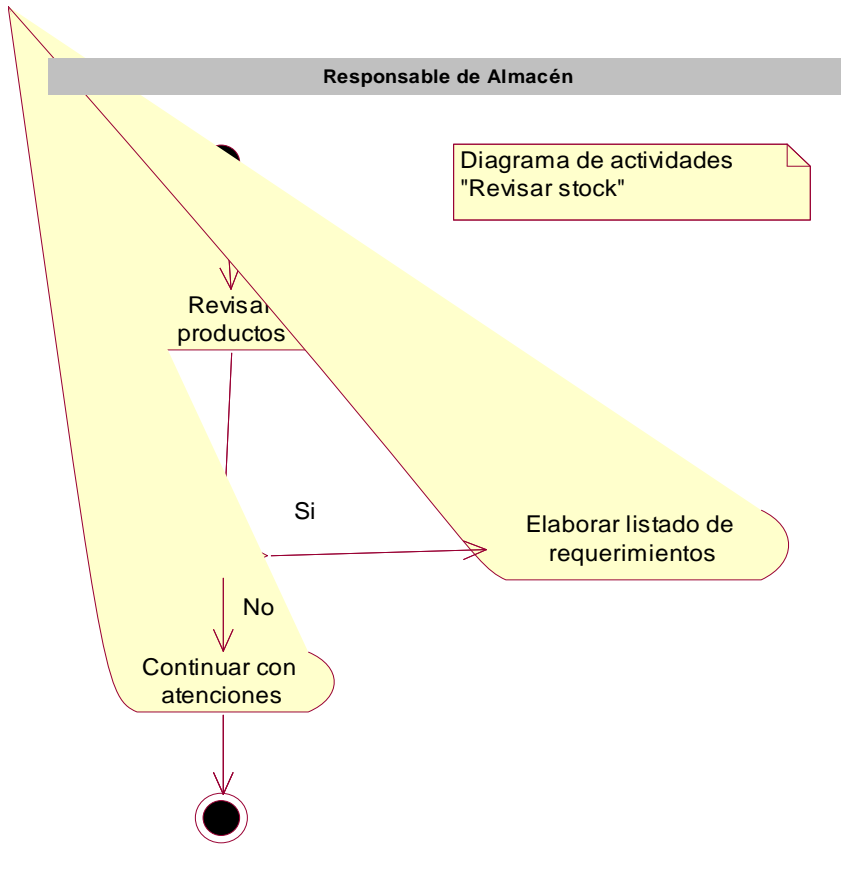 Responsable de Almacén
Diagrama de actividades
"Revisar stock"
Revisar
productos
Si
Elaborar listado de
requerimientos
No
Continuar con
atenciones